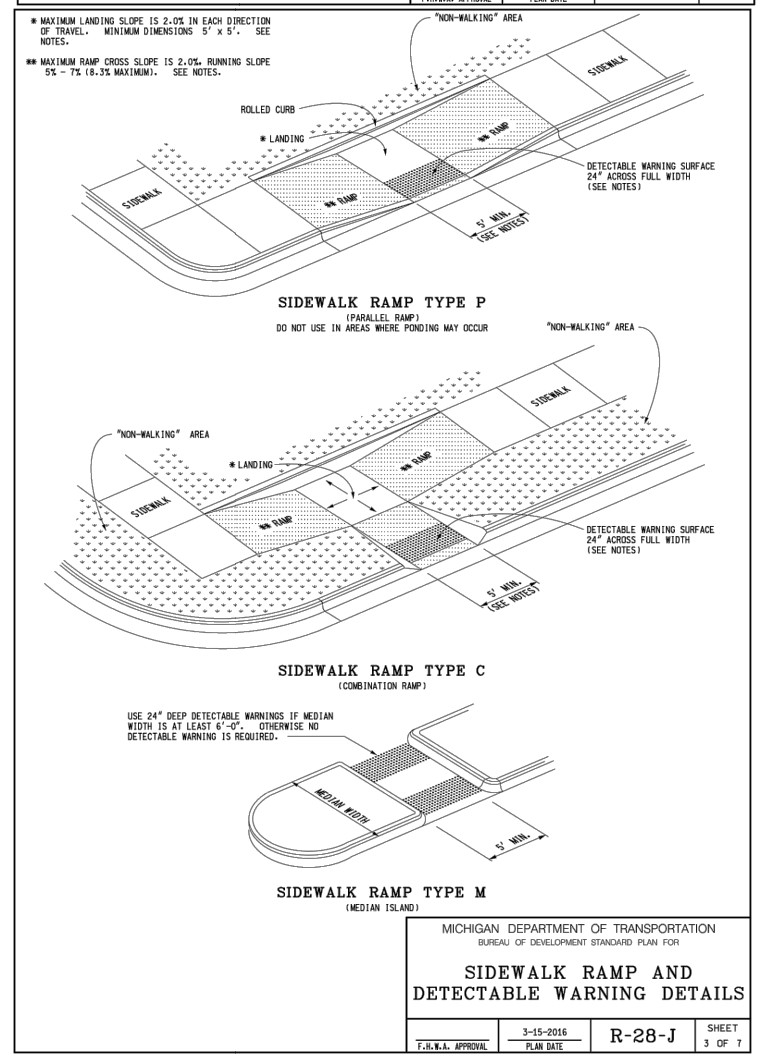 F.H.W.A. APPROVAL PLAN DATE
* MAXIMUM LANDING SLOPE IS 2.0% IN EACH DIRECTION
OF TRAVEL. MINIMUM DIMENSIONS 5' x 5'. SEE
NOTES.
** MAXIMUM RAMP CROSS SLOPE IS 2.0%. RUNNING SLOPE
5% - 7% (8.3% MAXIMUM). SEE NOTES.
"NON-WALKING" AREA
SIDEWALK
ROLLED CURB
* LANDING
** RAMP
DETECTABLE WARNING SURFACE
24" ACROSS FULL WIDTH
(SEE NOTES)
SIDEWALK
** RAMP
5' MIN.
(SEE NOTES)
SIDEWALK RAMP TYPE P
(PARALLEL RAMP)
DO NOT USE IN AREAS WHERE PONDING MAY OCCUR
"NON-WALKING" AREA
SIDEWALK
"NON-WALKING" AREA
* LANDING
** RAMP
SIDEWALK
** RAMP
DETECTABLE WARNING SURFACE
24" ACROSS FULL WIDTH
(SEE NOTES)
5' MIN.
(SEE NOTES)
SIDEWALK RAMP TYPE C
(COMBINATION RAMP)
USE 24" DEEP DETECTABLE WARNINGS IF MEDIAN
WIDTH IS AT LEAST 6'-0". OTHERWISE NO
DETECTABLE WARNING IS REQUIRED.
MEDIAN WIDTH
5' MIN.
SIDEWALK RAMP TYPE M
(MEDIAN ISLAND)
MICHIGAN DEPARTMENT OF TRANSPORTATION
BUREAU OF DEVELOPMENT STANDARD PLAN FOR
SIDEWALK RAMP AND
DETECTABLE WARNING DETAILS
F.H.W.A. APPROVAL
3-15-2016
PLAN DATE
R-28-J
SHEET
3 OF 7